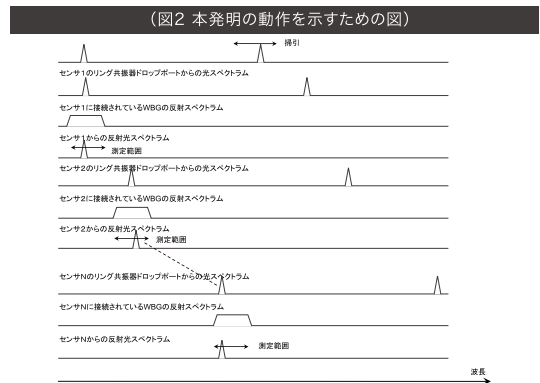 （図2 本発明の動作を示すための図）
掃引
センサ1のリング共振器ドロップポートからの光スペクトラム
センサ1に接続されているWBGの反射スペクトラム
センサ1からの反射光スペクトラム
測定範囲
センサ2のリング共振器ドロップポートからの光スペクトラム
センサ2に接続されているWBGの反射スペクトラム
センサ2からの反射光スペクトラム
測定範囲
センサNのリング共振器ドロップポートからの光スペクトラム
センサNに接続されているWBGの反射スペクトラム
センサNからの反射光スペクトラム
測定範囲
波長